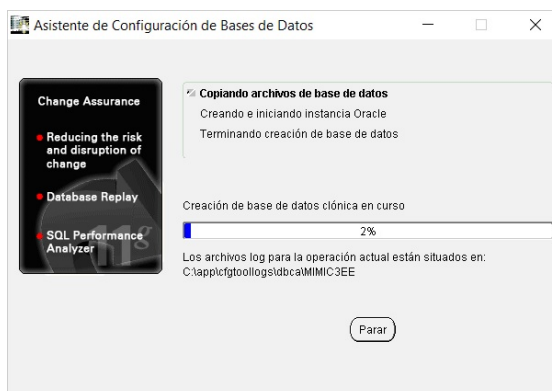 Asistente de Configuración de Bases de Datos
Change Assurance
Reducing the risk
and disruption of
change
Database Replay
SQL Performance
Analyzer
11g
Copiando archivos de base de datos
Creando e iniciando instancia Oracle
Terminando creación de base de datos
Creación de base de datos clónica en curso
2%
Los archivos log para la operación actual están situados en:
C:\app\cfgtoollogs\dbca\MIMIC3EE
Parar